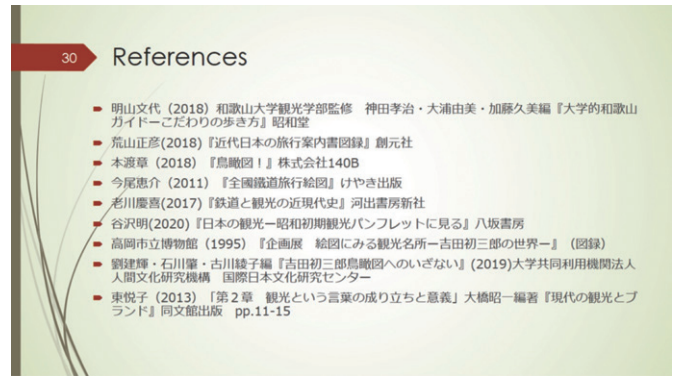 30
References
明山文代（2018）和歌山大学観光学部監修　神田孝治・大浦由美・加藤久美編『大学的和歌山
ガイドーこだわりの歩き方』昭和堂
荒山正彦(2018)『近代日本の旅行案内書図録』創元社
本渡章（2018）『鳥瞰図！』株式会社140B
今尾恵介（2011）『全國鐵道旅行絵図』けやき出版
老川慶喜(2017)『鉄道と観光の近現代史』河出書房新社
谷沢明(2020)『日本の観光ー昭和初期観光パンフレットに見る』八坂書房
高岡市立博物館（1995）『企画展　絵図にみる観光名所ー吉田初三郎の世界ー』（図録）
劉建輝・石川肇・古川綾子編『吉田初三郎鳥瞰図へのいざない』(2019)大学共同利用機関法人
人間文化研究機構　国際日本文化研究センター
東悦子（2013）「第２章　観光という言葉の成り立ちと意義」大橋昭一編著『現代の観光とブ
ランド』同文館出版　pp.11-15